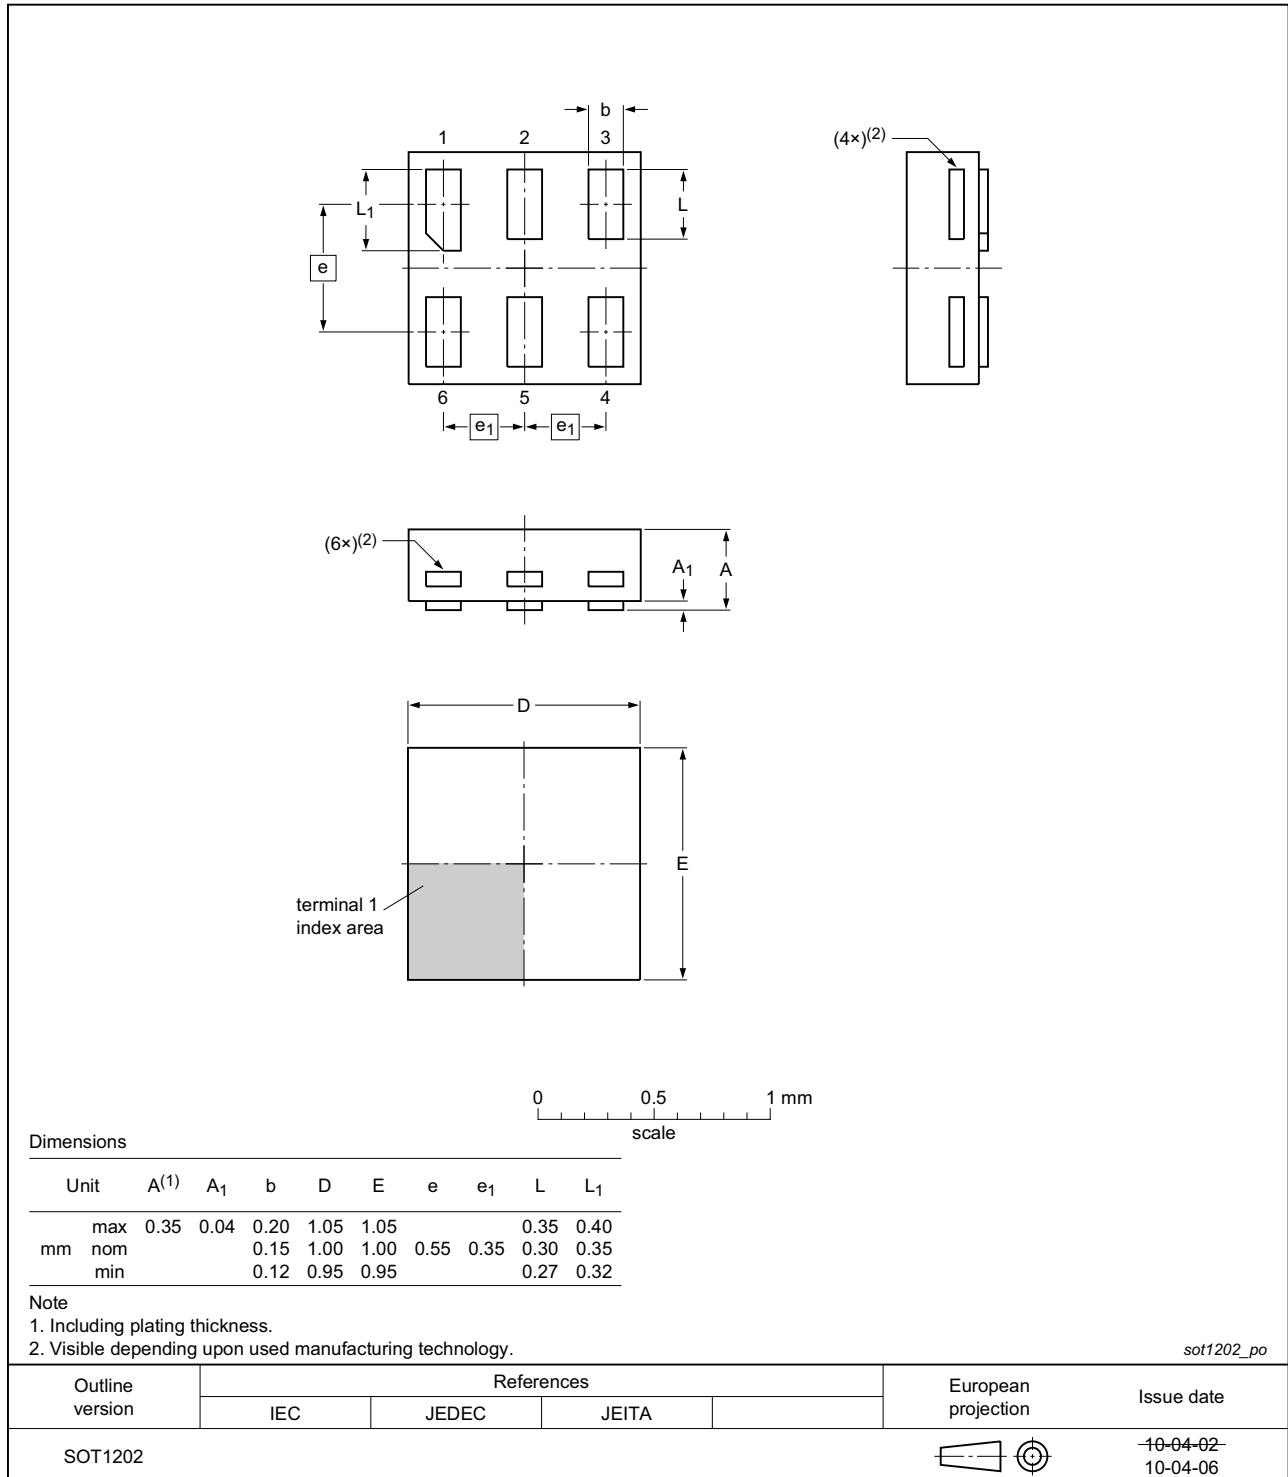 b
1 2 3
(4×)(2)
L1
L
e
6 5 4
e1 e1
(6×)(2)
A1 A
D
E
terminal 1
index area
0 0.5 1 mm
scale
Dimensions
Unit A(1) A1 b D E e e1 L L1
max 0.35 0.04 0.20 1.05 1.05 0.35 0.40
mm nom 0.15 1.00 1.00 0.55 0.35 0.30 0.35
min 0.12 0.95 0.95 0.27 0.32
Note
1. Including plating thickness.
2. Visible depending upon used manufacturing technology.
sot1202_po
Outline version References European projection Issue date
IEC JEDEC JEITA
SOT1202
10-04-02
10-04-06